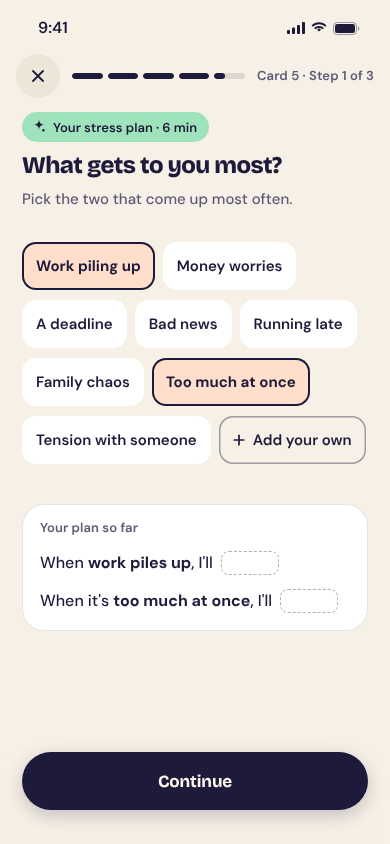 9:41
Card 5 · Step 1 of 3
Your stress plan · 6 min
What gets to you most?
Pick the two that come up most often.
Work piling up
Money worries
A deadline
Bad news
Running late
Family chaos
Too much at once
Tension with someone
+ Add your own
Your plan so far
When work piles up, I'll
When it's too much at once, I'll
Continue